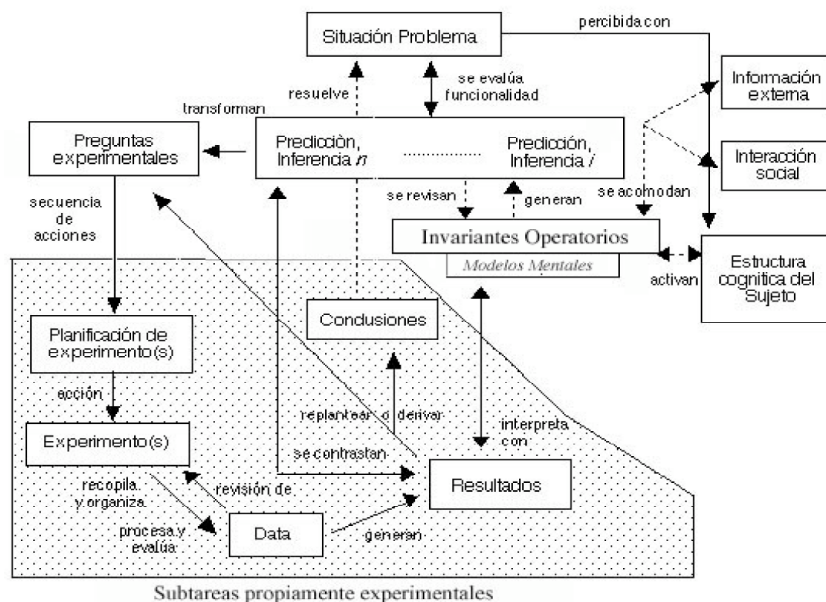 Situación Problema
percibida con
Información
externa
resuelve
se evalúa
funcionalidad
transforman
Preguntas
experimentales
Predicciòn,
Inferencia n
Predicción,
Inferencia i
Interacción
social
secuencia
de
acciones
se revisan
generan
se acomodan
Invariantes Operatorios
Modelos Mentales
activan
Estructura
cognitica del
Sujeto
Condusiones
Planificación de
experimento(s)
acción
replantear o derivar
interpreta
con
Experimento(s)
se contrastan
Resultados
recopila
y organiza
revisión de
procesa y
evalúa
Data
generan
Subtareas propiamente experimentales